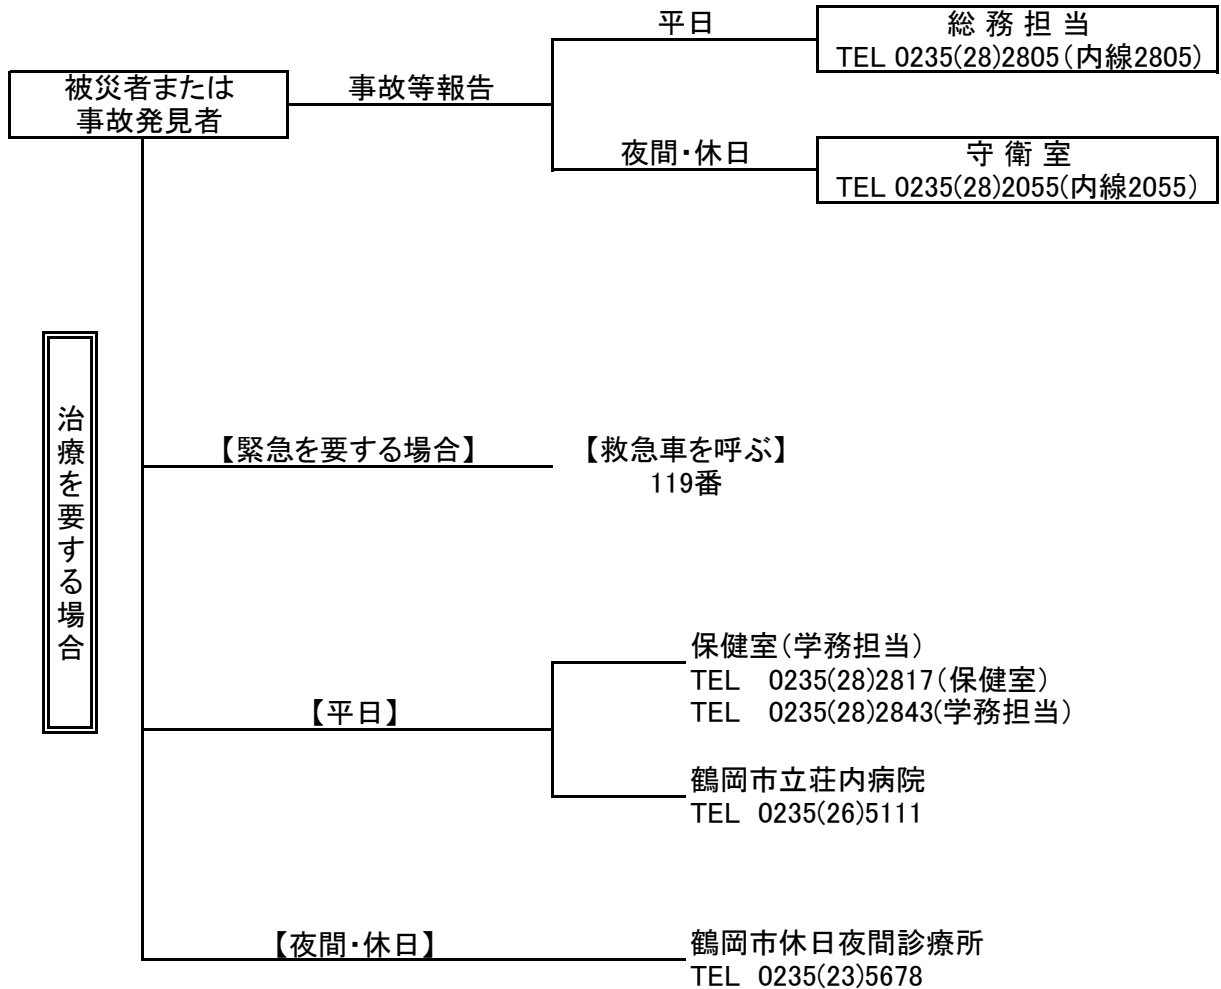 平日
総 務 担 当
TEL 0235(28)2805（内線2805）
被災者または
事故発見者
事故等報告
夜間・休日
守 衛 室
TEL 0235(28)2055(内線2055）
治療を要する場合
【緊急を要する場合】
【救急車を呼ぶ】
119番
【平日】
保健室（学務担当）
TEL　0235(28)2817（保健室）
TEL　0235(28)2843(学務担当）
鶴岡市立荘内病院
TEL 0235(26)5111
【夜間・休日】
鶴岡市休日夜間診療所
TEL 0235(23)5678